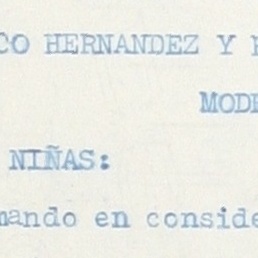 CO HERNANDEZ Y
MODE
NIÑAS:
mando en conside